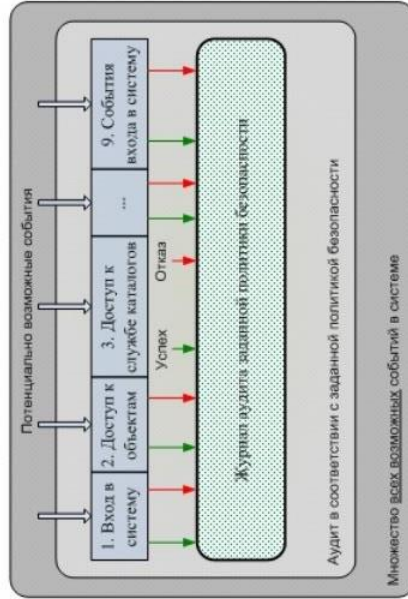 Потенциально возможные события
1. Вход в
систему
2. Доступ к
объектам
3. Доступ к
службе каталогов
...
9. События
входа в систему
Успех
Отказ
Журнал аудита заданной политики безопасности
Аудит в соответствии с заданной политикой безопасности
Множество всех возможных событий в системе